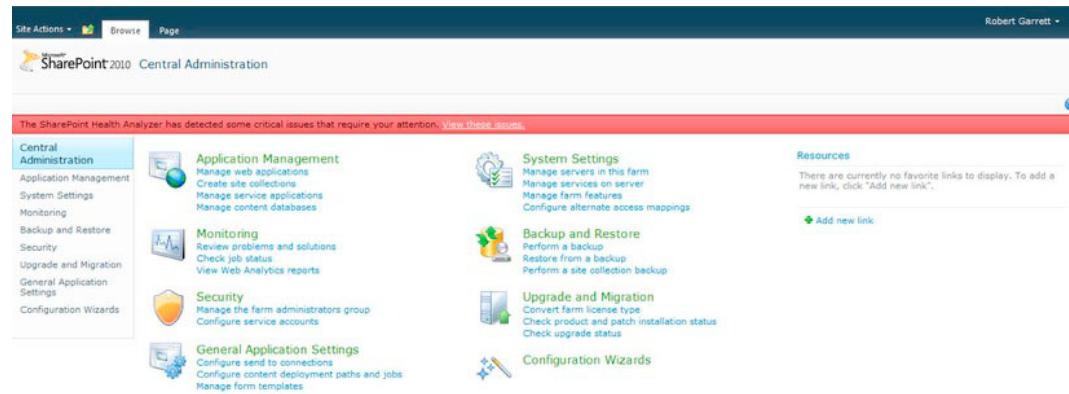 Site Actions
Browse
Page
Robert Garrett
Microsoft
SharePoint 2010
Central Administration
The SharePoint Health Analyzer has detected some critical issues that require your attention. View these issues.
Central
Administration
Application Management
System Settings
Monitoring
Backup and Restore
Security
Upgrade and Migration
General Application
Settings
Configuration Wizards
Application Management
Manage web applications
Create site collections
Manage service applications
Manage content databases
Monitoring
Review problems and solutions
Check job status
View Web Analytics reports
Security
Manage the farm administrators group
Configure service accounts
General Application Settings
Configure send to connections
Configure content deployment paths and jobs
Manage form templates
System Settings
Manage servers in this farm
Manage services on server
Manage farm features
Configure alternate access mappings
Backup and Restore
Perform a backup
Restore from a backup
Perform a site collection backup
Upgrade and Migration
Convert farm license type
Check product and patch installation status
Check upgrade status
Configuration Wizards
Resources
There are currently no favorite links to display. To add a
new link, click "Add new link".
Add new link